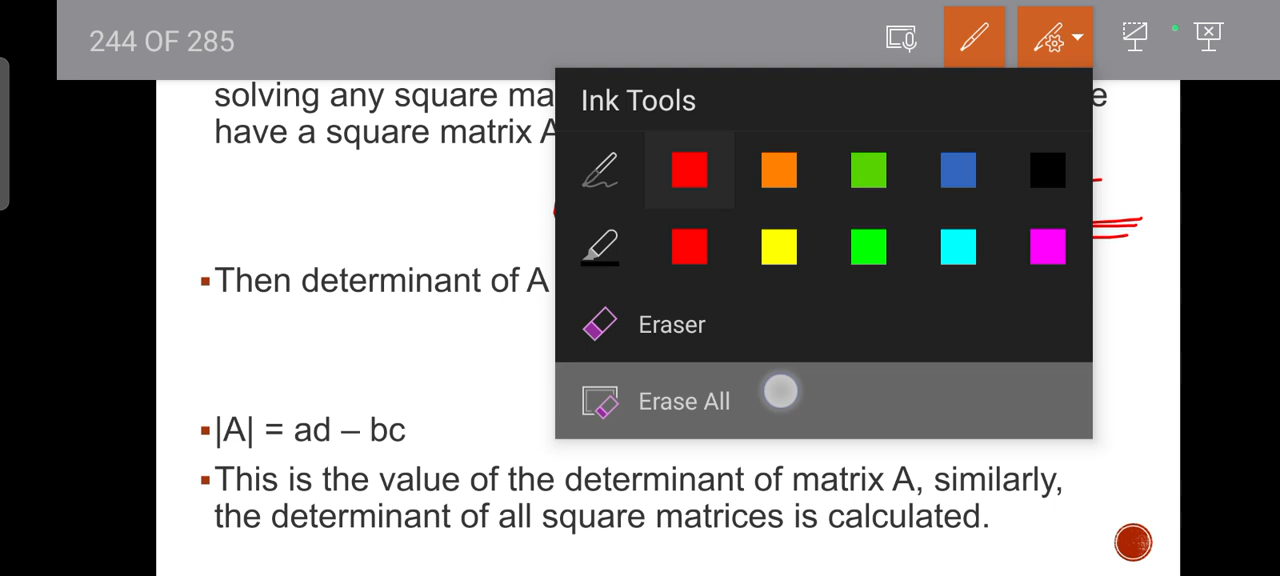 244 OF 285
solving any square ma
e
have a square matrix A
Ink Tools
▪Then determinant of A
Eraser
Erase All
▪|A| = ad – bc
▪This is the value of the determinant of matrix A, similarly,
the determinant of all square matrices is calculated.